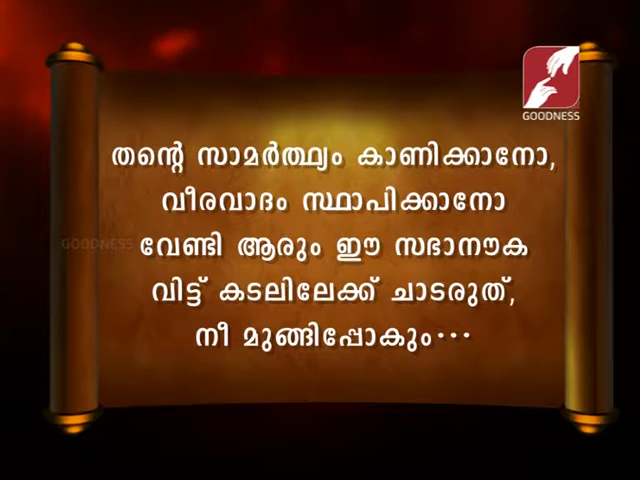 GOODNESS
തന്റെ സാമർത്ഥ്യം കാണിക്കാനോ,
വീരവാദം സ്ഥാപിക്കാനോ
GOODNESS
വേണ്ടി ആരും ഈ സഭാനൗക
വിട്ട് കടലിലേക്ക് ചാടരുത്,
നീ മുങ്ങിപ്പോകും...